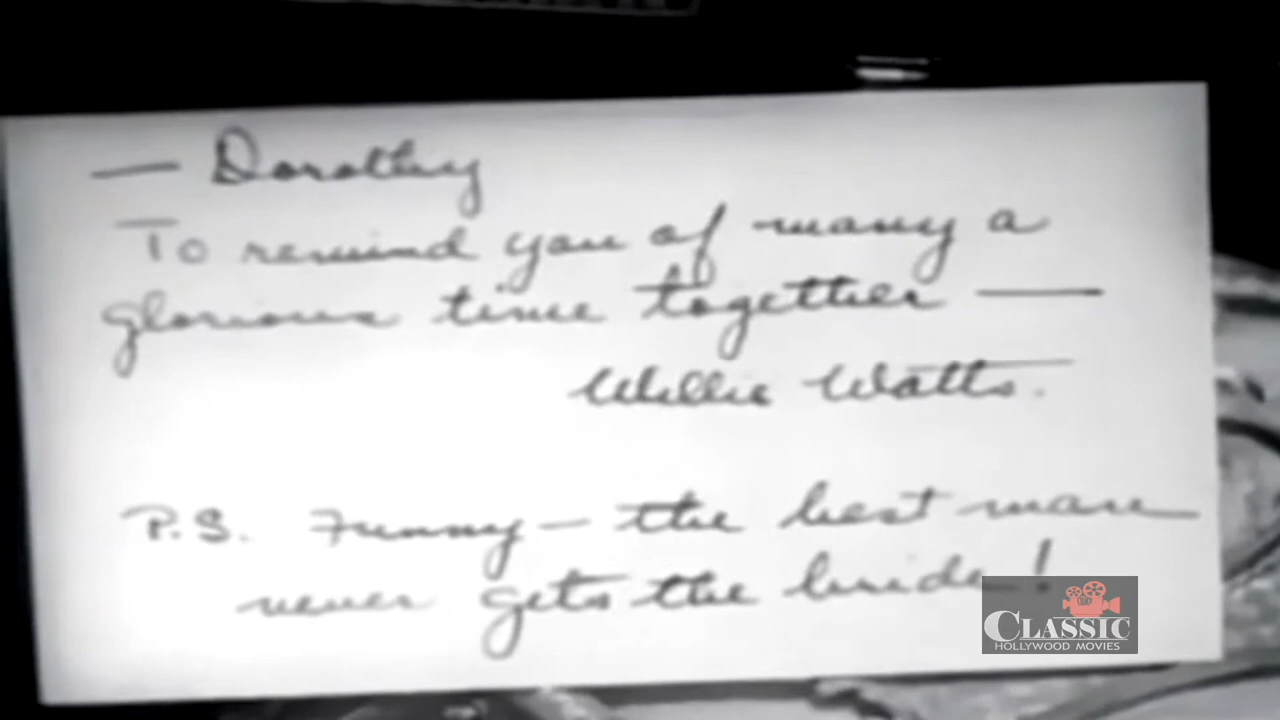 — Dorothy
To remind you of many a
glorious time together —
Willie Watts.
P.S. Funny — the best man
never gets the bride!
CLASSIC
HOLLYWOOD MOVIES